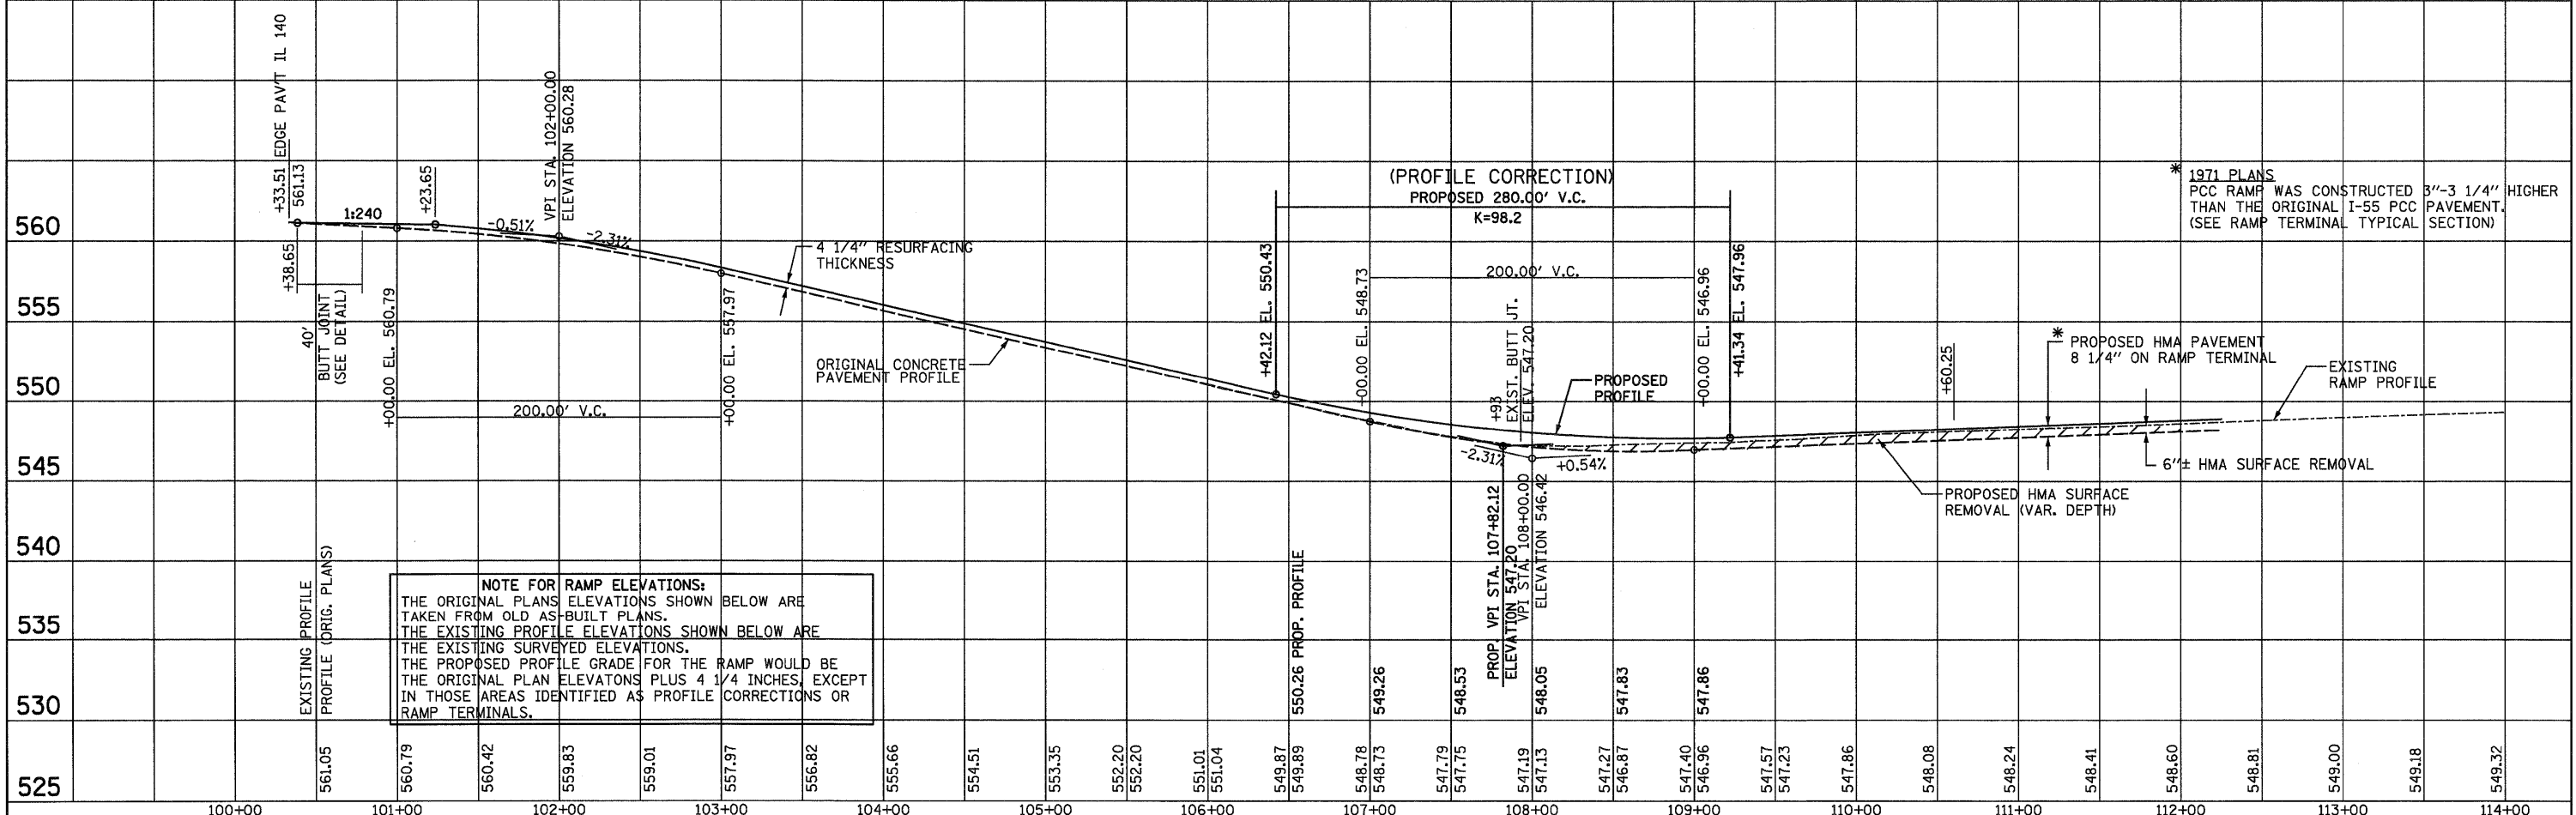 +33.51 EDGE PAV'T IL 140
561.13
+38.65
1:240
+23.65
-0.51%
VPI STA. 102+00.00
ELEVATION 560.28
-2.31%
4 1/4" RESURFACING
THICKNESS
(PROFILE CORRECTION)
PROPOSED 280.00' V.C.
K=98.2
200.00' V.C.
* 1971 PLANS
PCC RAMP WAS CONSTRUCTED 3"-3 1/4" HIGHER
THAN THE ORIGINAL I-55 PCC PAVEMENT.
(SEE RAMP TERMINAL TYPICAL SECTION)
560
555
550
545
540
535
530
525
40'
BUTT JOINT
(SEE DETAIL)
+00.00 EL. 560.79
200.00' V.C.
+00.00 EL. 557.97
ORIGINAL CONCRETE
PAVEMENT PROFILE
+42.12 EL. 550.43
+00.00 EL. 548.73
+93
EXIST. BUTT JT.
ELEV. 547.20
+00.00 EL. 546.96
+41.34 EL. 547.96
PROPOSED
PROFILE
+60.25
* PROPOSED HMA PAVEMENT
8 1/4" ON RAMP TERMINAL
EXISTING
RAMP PROFILE
6"± HMA SURFACE REMOVAL
PROPOSED HMA SURFACE
REMOVAL (VAR. DEPTH)
-2.31%
+0.54%
PROP. VPI STA. 107+82.12
ELEVATION 547.20
VPI STA. 108+00.00
ELEVATION 546.42
EXISTING PROFILE
PROFILE (ORIG. PLANS)
NOTE FOR RAMP ELEVATIONS:
THE ORIGINAL PLANS ELEVATIONS SHOWN BELOW ARE
TAKEN FROM OLD AS-BUILT PLANS.
THE EXISTING PROFILE ELEVATIONS SHOWN BELOW ARE
THE EXISTING SURVEYED ELEVATIONS.
THE PROPOSED PROFILE GRADE FOR THE RAMP WOULD BE
THE ORIGINAL PLAN ELEVATONS PLUS 4 1/4 INCHES, EXCEPT
IN THOSE AREAS IDENTIFIED AS PROFILE CORRECTIONS OR
RAMP TERMINALS.
550.26 PROP. PROFILE
549.26
548.53
548.05
547.83
547.86
561.05
560.79
560.42
559.83
559.01
557.97
556.82
555.66
554.51
553.35
552.20
552.20
551.01
551.04
549.87
549.89
548.78
548.73
547.79
547.75
547.19
547.13
547.27
546.87
547.40
546.96
547.57
547.23
547.86
548.08
548.24
548.41
548.60
548.81
549.00
549.18
549.32
100+00
101+00
102+00
103+00
104+00
105+00
106+00
107+00
108+00
109+00
110+00
111+00
112+00
113+00
114+00